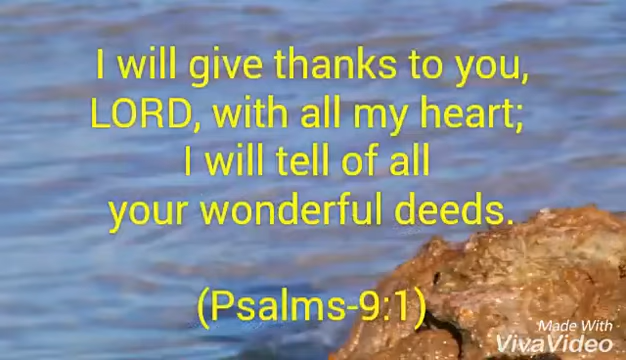 I will give thanks to you,
LORD, with all my heart;
I will tell of all
your wonderful deeds.
(Psalms-9:1)
Made With
VivaVideo